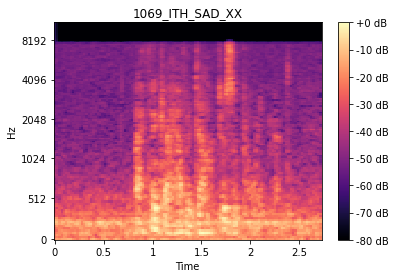 1069_ITH_SAD_XX
+0 dB
8192
-10 dB
4096
-20 dB
-30 dB
2048
Hz
-40 dB
1024
-50 dB
512
-60 dB
-70 dB
0
-80 dB
0 0.5 1 1.5 2 2.5
Time